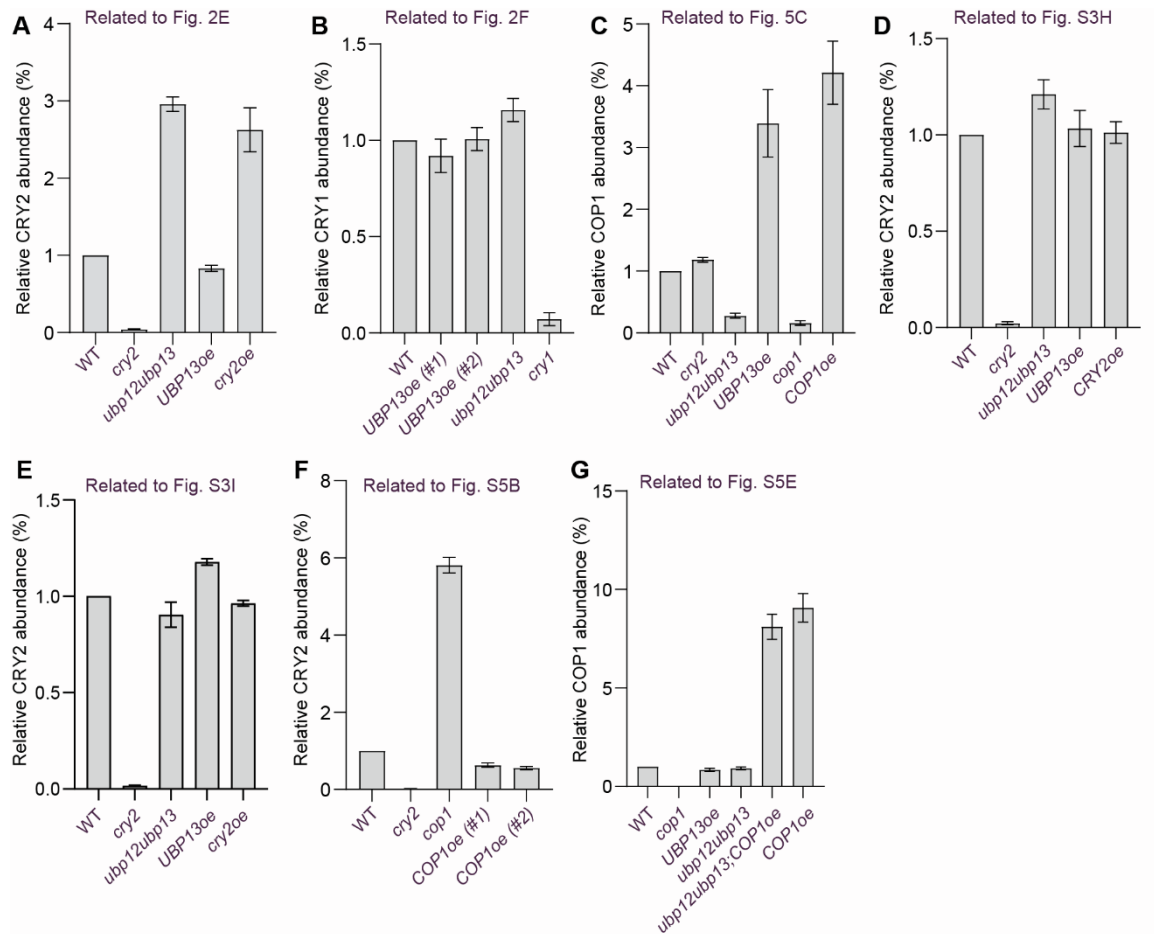 A
Related to Fig. 2E
Relative CRY2 abundance (%)
4
3
2
1
0
WT
cry2
ubp12ubp13
UBP13oe
cry2oe
B
Related to Fig. 2F
Relative CRY1 abundance (%)
1.5
1.0
0.5
0.0
WT
UBP13oe (#1)
UBP13oe (#2)
ubp12ubp13
cry1
C
Related to Fig. 5C
Relative COP1 abundance (%)
5
4
3
2
1
0
WT
cry2
ubp12ubp13
UBP13oe
cop1
COP1oe
D
Related to Fig. S3H
Relative CRY2 abundance (%)
1.5
1.0
0.5
0.0
WT
cry2
ubp12ubp13
UBP13oe
CRY2oe
E
Related to Fig. S3I
Relative CRY2 abundance (%)
1.5
1.0
0.5
0.0
WT
cry2
ubp12ubp13
UBP13oe
cry2oe
F
Related to Fig. S5B
Relative CRY2 abundance (%)
8
6
4
2
0
WT
cry2
cop1
COP1oe (#1)
COP1oe (#2)
G
Related to Fig. S5E
Relative COP1 abundance (%)
15
10
5
0
WT
cop1
UBP13oe
ubp12ubp13
ubp12ubp13;COP1oe
COP1oe